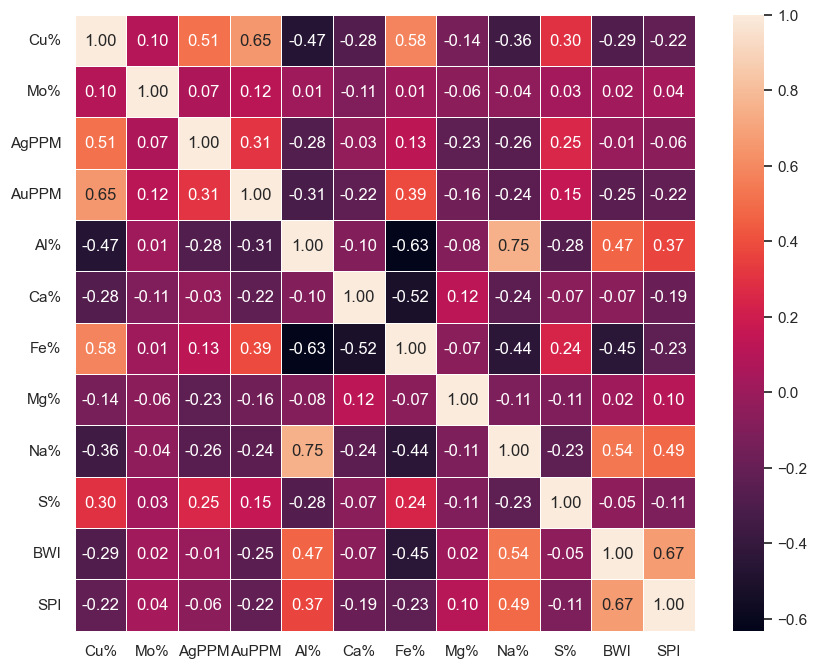 Cu% 1.00 0.10 0.51 0.65 -0.47 -0.28 0.58 -0.14 -0.36 0.30 -0.29 -0.22
Mo% 0.10 1.00 0.07 0.12 0.01 -0.11 0.01 -0.06 -0.04 0.03 0.02 0.04
AgPPM 0.51 0.07 1.00 0.31 -0.28 -0.03 0.13 -0.23 -0.26 0.25 -0.01 -0.06
AuPPM 0.65 0.12 0.31 1.00 -0.31 -0.22 0.39 -0.16 -0.24 0.15 -0.25 -0.22
Al% -0.47 0.01 -0.28 -0.31 1.00 -0.10 -0.63 -0.08 0.75 -0.28 0.47 0.37
Ca% -0.28 -0.11 -0.03 -0.22 -0.10 1.00 -0.52 0.12 -0.24 -0.07 -0.07 -0.19
Fe% 0.58 0.01 0.13 0.39 -0.63 -0.52 1.00 -0.07 -0.44 0.24 -0.45 -0.23
Mg% -0.14 -0.06 -0.23 -0.16 -0.08 0.12 -0.07 1.00 -0.11 -0.11 0.02 0.10
Na% -0.36 -0.04 -0.26 -0.24 0.75 -0.24 -0.44 -0.11 1.00 -0.23 0.54 0.49
S% 0.30 0.03 0.25 0.15 -0.28 -0.07 0.24 -0.11 -0.23 1.00 -0.05 -0.11
BWI -0.29 0.02 -0.01 -0.25 0.47 -0.07 -0.45 0.02 0.54 -0.05 1.00 0.67
SPI -0.22 0.04 -0.06 -0.22 0.37 -0.19 -0.23 0.10 0.49 -0.11 0.67 1.00
Cu% Mo% AgPPM AuPPM Al% Ca% Fe% Mg% Na% S% BWI SPI
1.0
0.8
0.6
0.4
0.2
0.0
−0.2
−0.4
−0.6